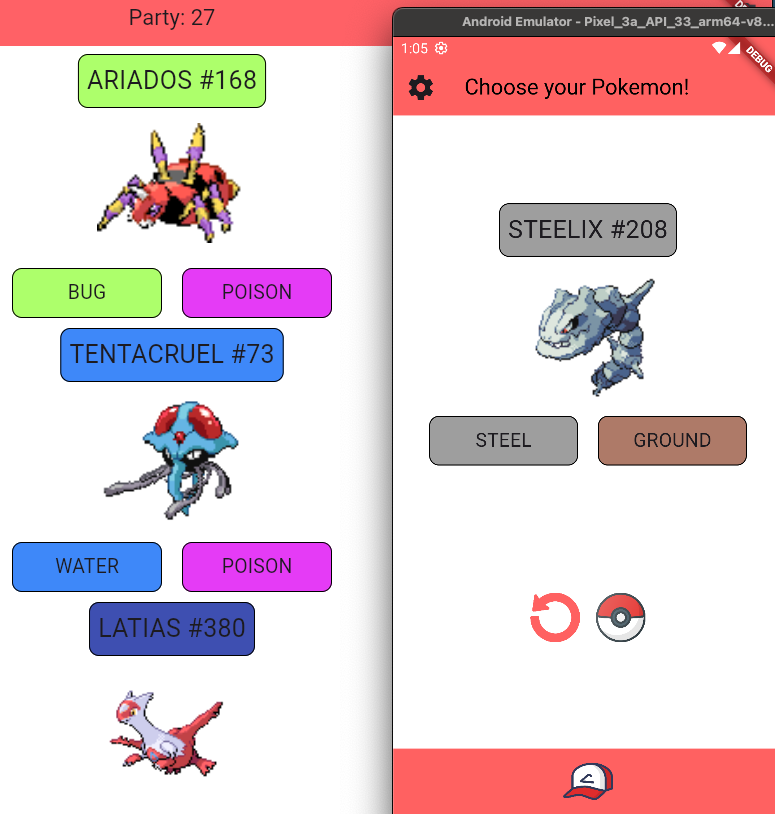 Party: 27
ARIADOS #168
BUG
POISON
TENTACRUEL #73
WATER
POISON
LATIAS #380
Android Emulator - Pixel_3a_API_33_arm64-v8...
1:05
DEBUG
Choose your Pokemon!
STEELIX #208
STEEL
GROUND